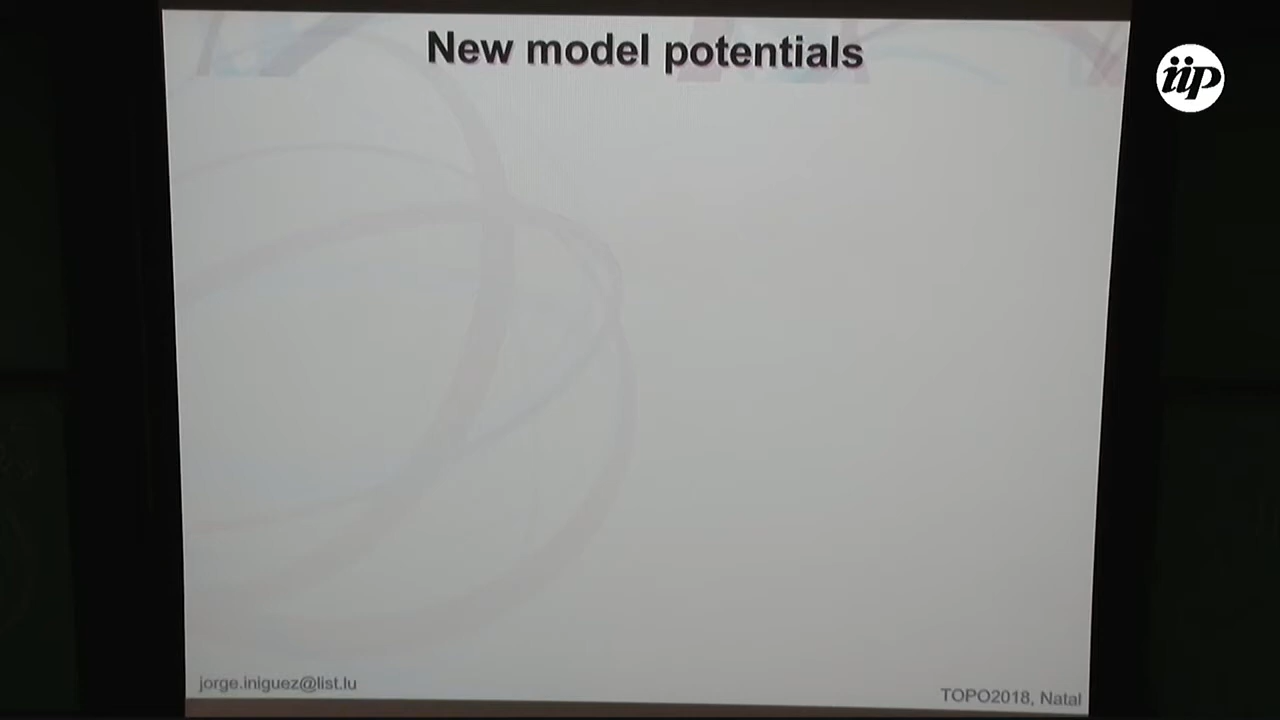 New model potentials
iip
jorge.iniguez@list.lu
TOPO2018, Natal